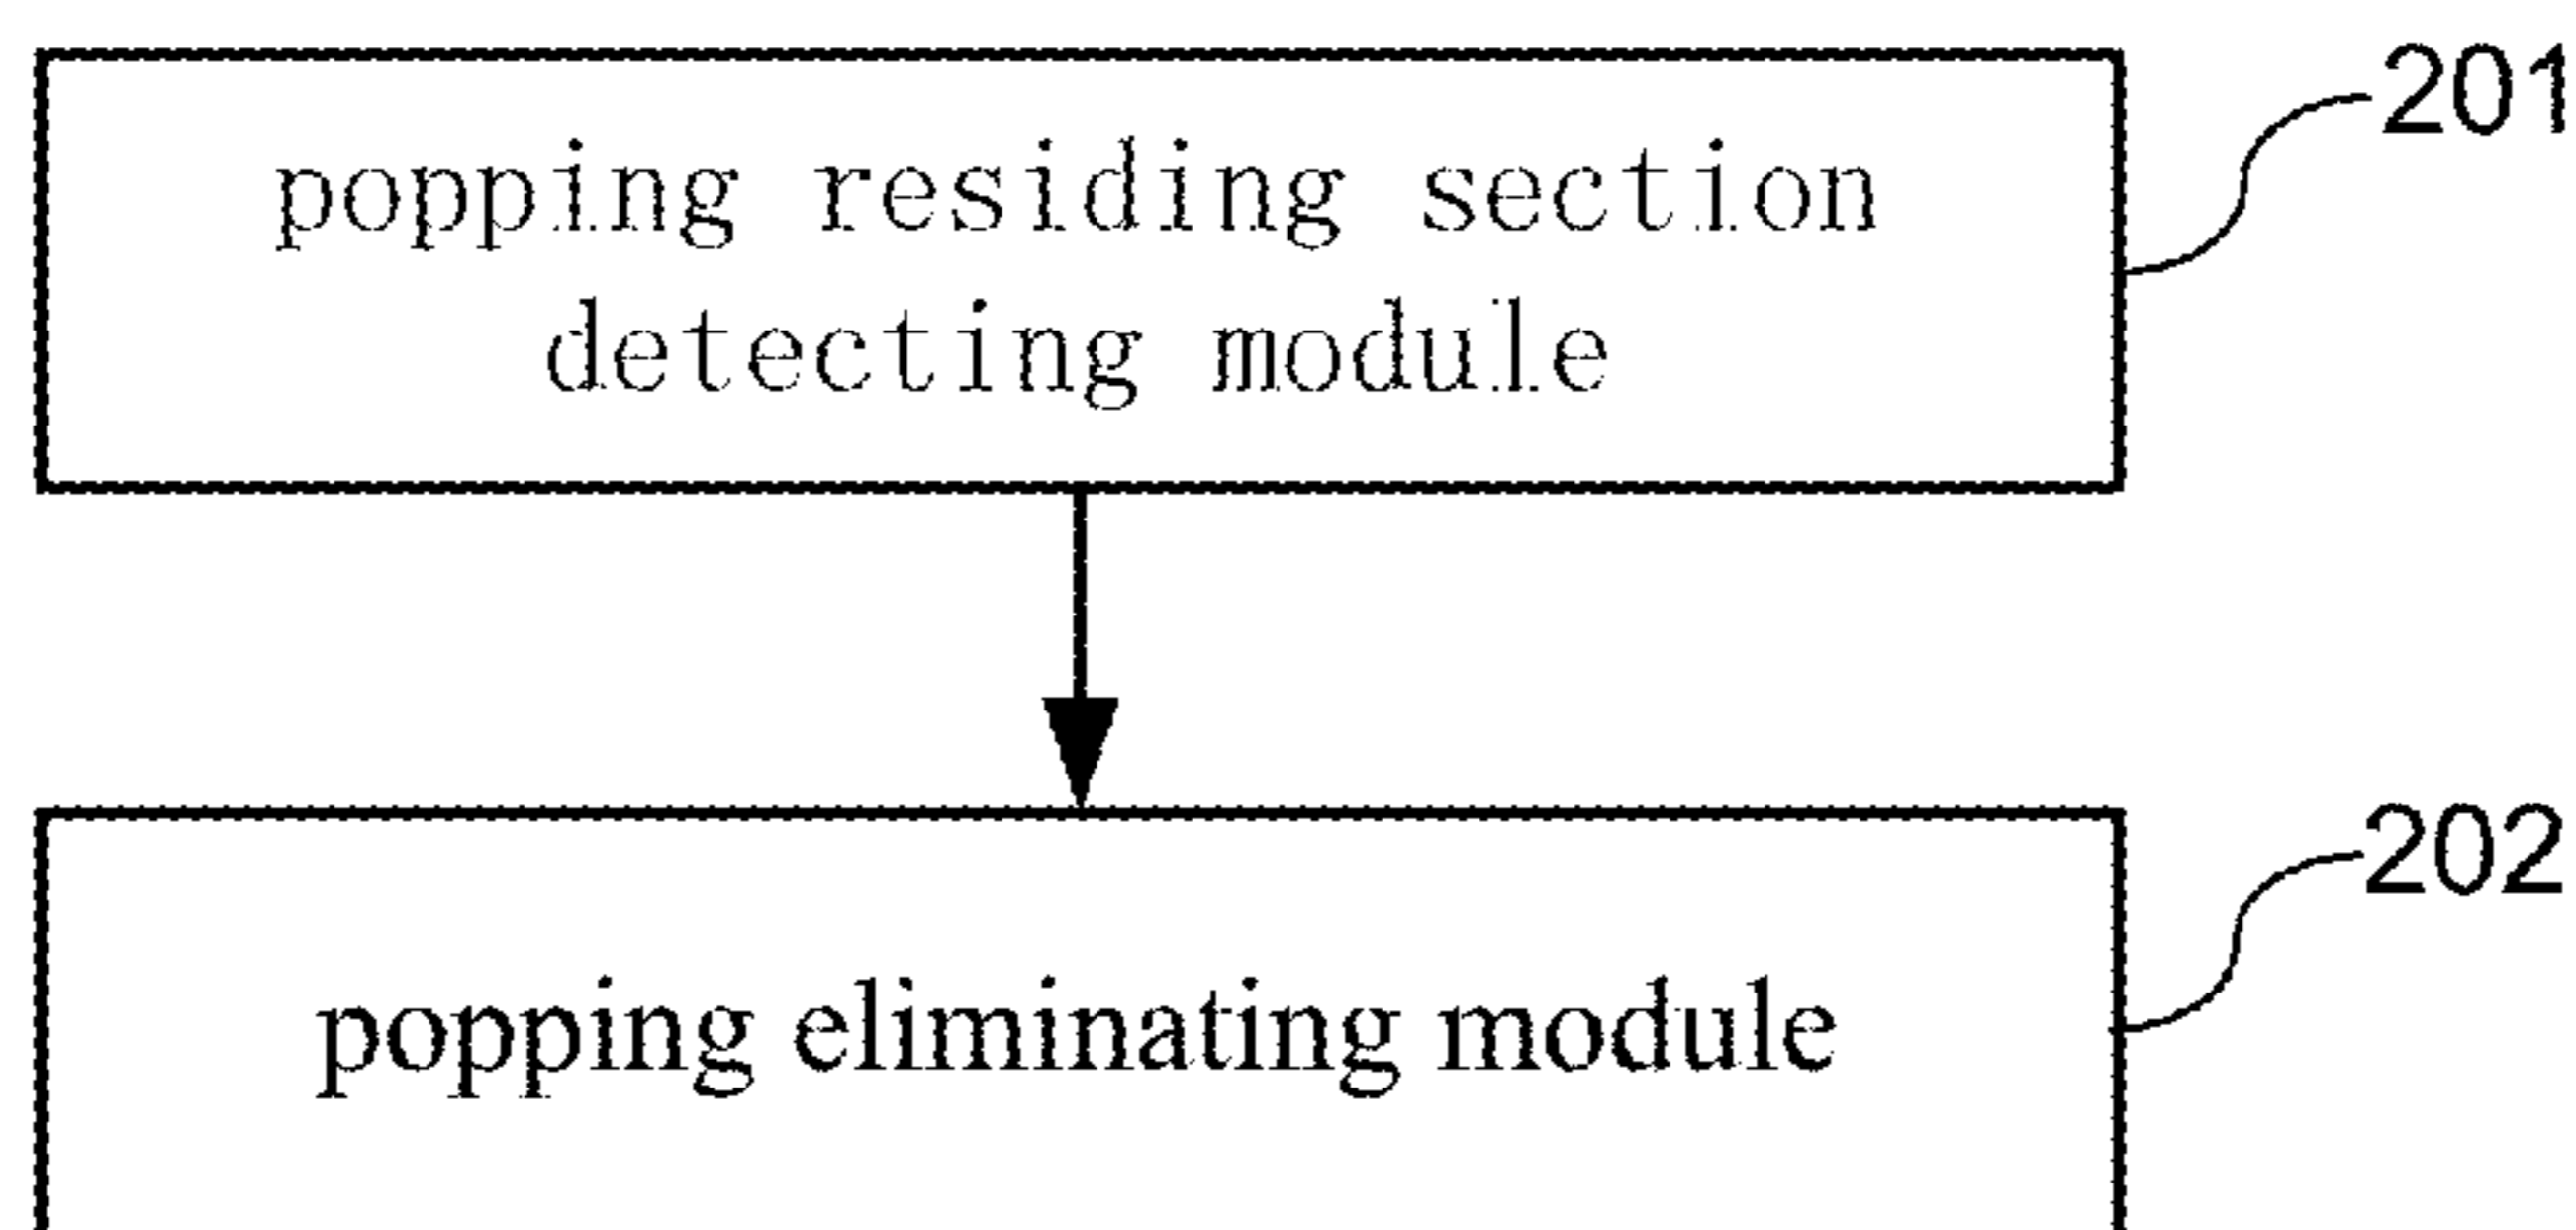 201
popping residing section
detecting module
202
popping eliminating module